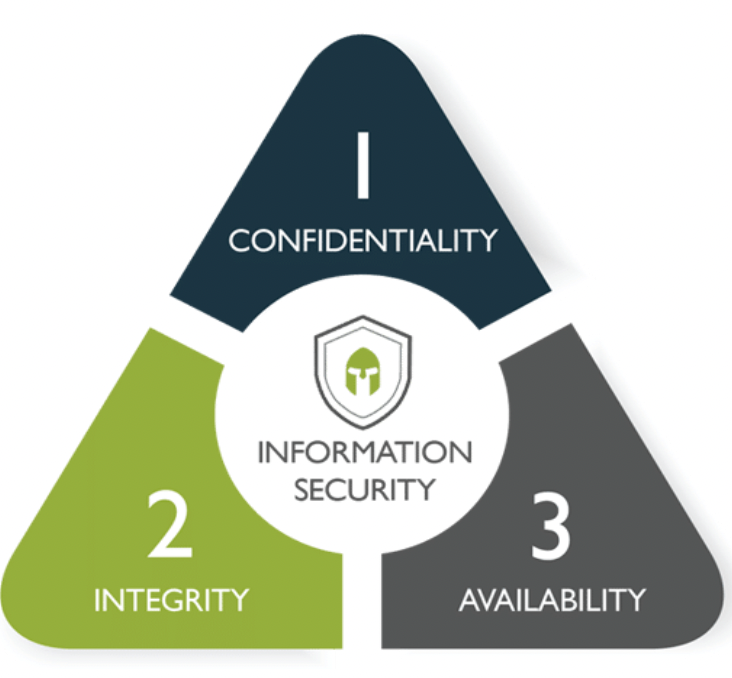 1
CONFIDENTIALITY
INFORMATION
SECURITY
2
INTEGRITY
3
AVAILABILITY